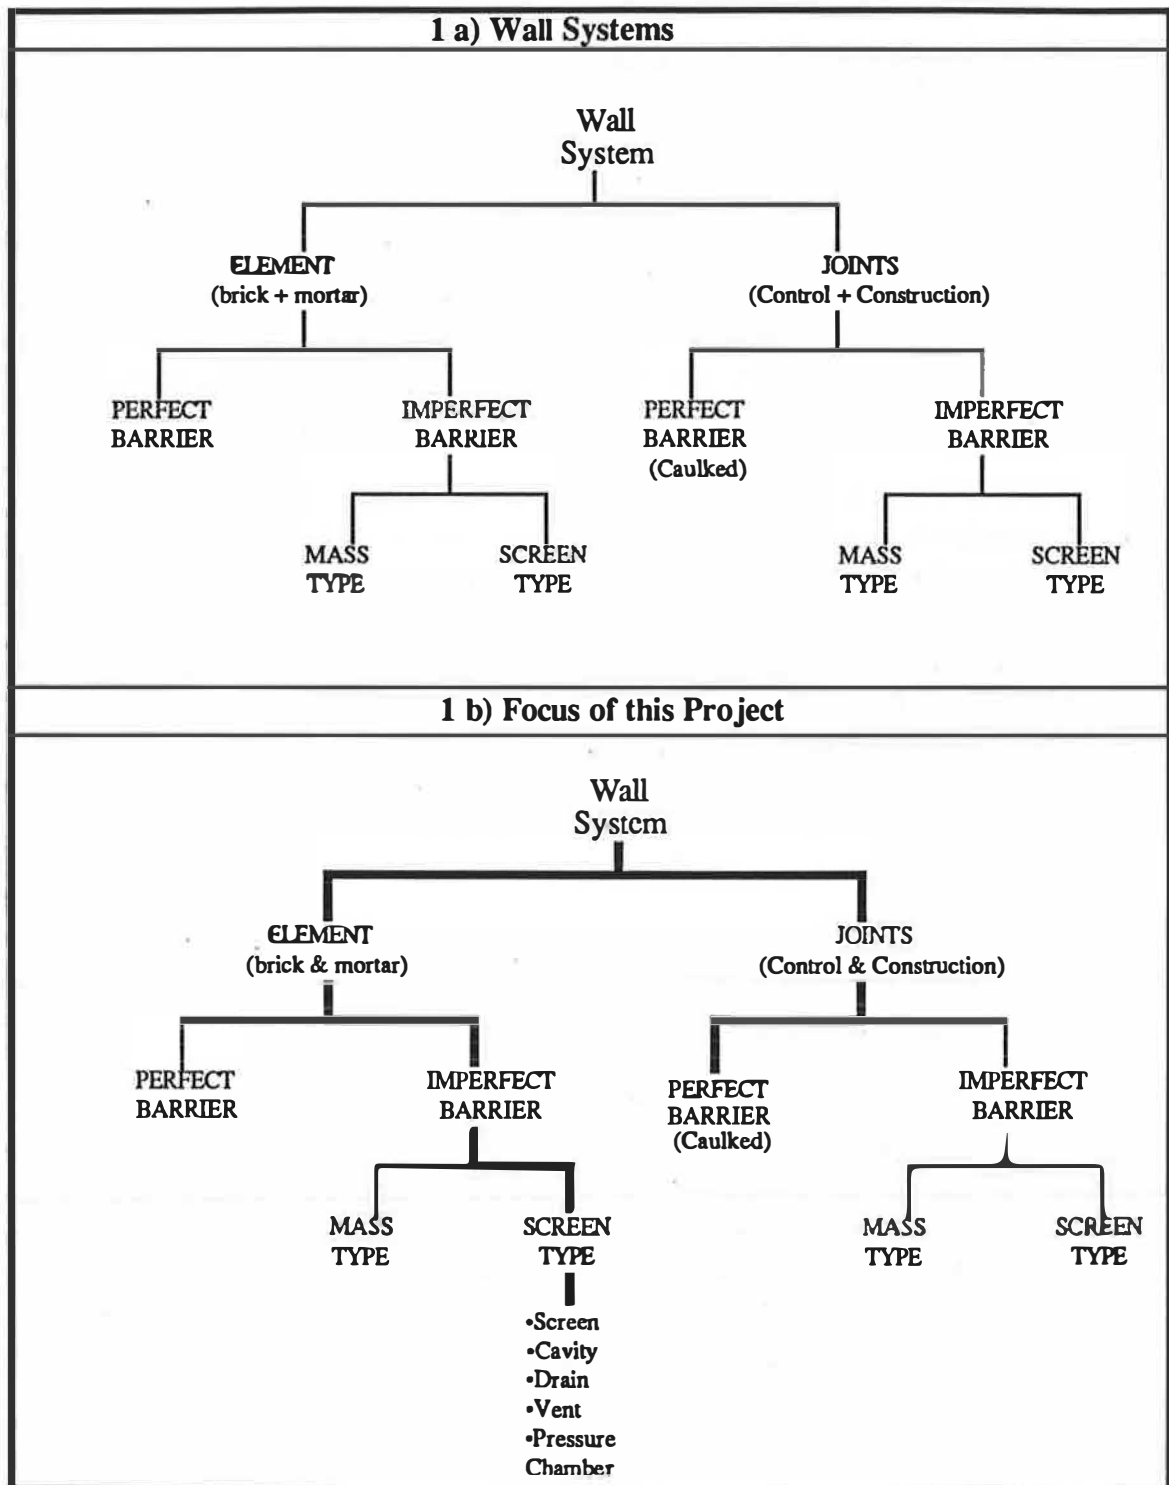 1 a) Wall Systems
Wall
System
ELEMENT
(brick + mortar)
JOINTS
(Control + Construction)
PERFECT
BARRIER
IMPERFECT
BARRIER
PERFECT
BARRIER
(Caulked)
IMPERFECT
BARRIER
MASS
TYPE
SCREEN
TYPE
MASS
TYPE
SCREEN
TYPE
1 b) Focus of this Project
Wall
System
ELEMENT
(brick & mortar)
JOINTS
(Control & Construction)
PERFECT
BARRIER
IMPERFECT
BARRIER
PERFECT
BARRIER
(Caulked)
IMPERFECT
BARRIER
MASS
TYPE
SCREEN
TYPE
•Screen
•Cavity
•Drain
•Vent
•Pressure
Chamber
MASS
TYPE
SCREEN
TYPE